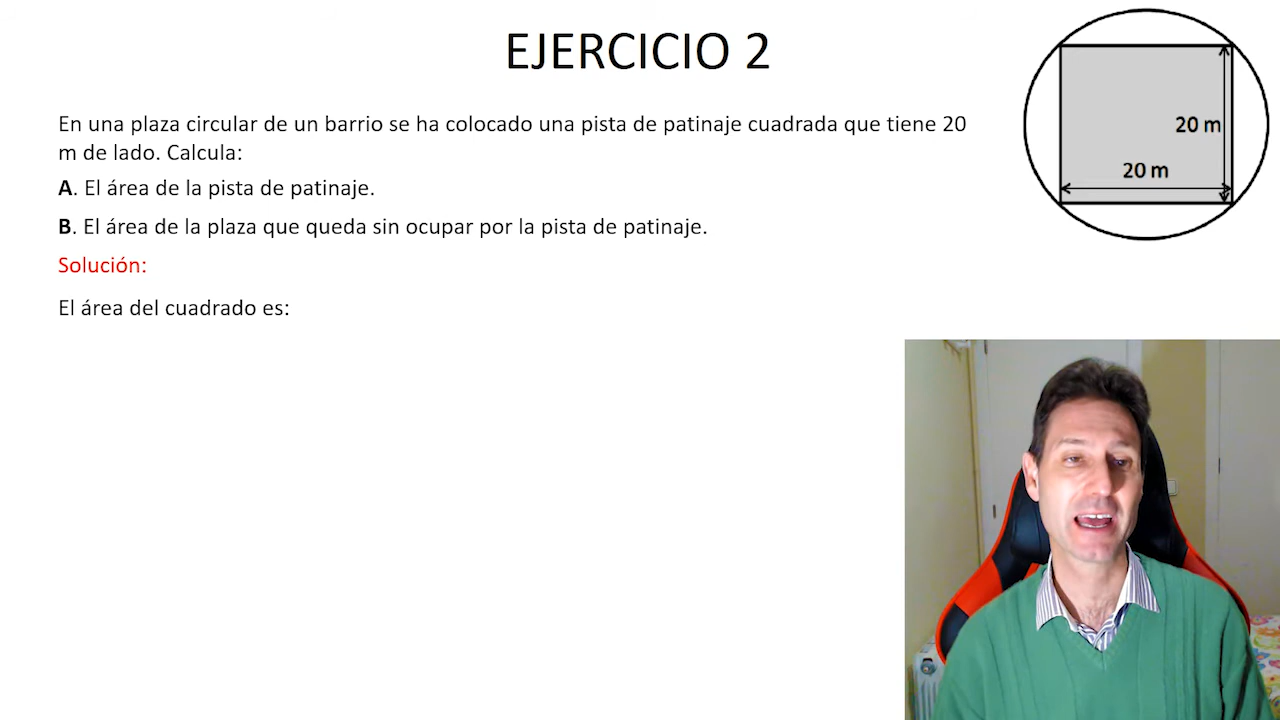 EJERCICIO 2
En una plaza circular de un barrio se ha colocado una pista de patinaje cuadrada que tiene 20
m de lado. Calcula:
A. El área de la pista de patinaje.
B. El área de la plaza que queda sin ocupar por la pista de patinaje.
Solución:
El área del cuadrado es:
20 m
20 m